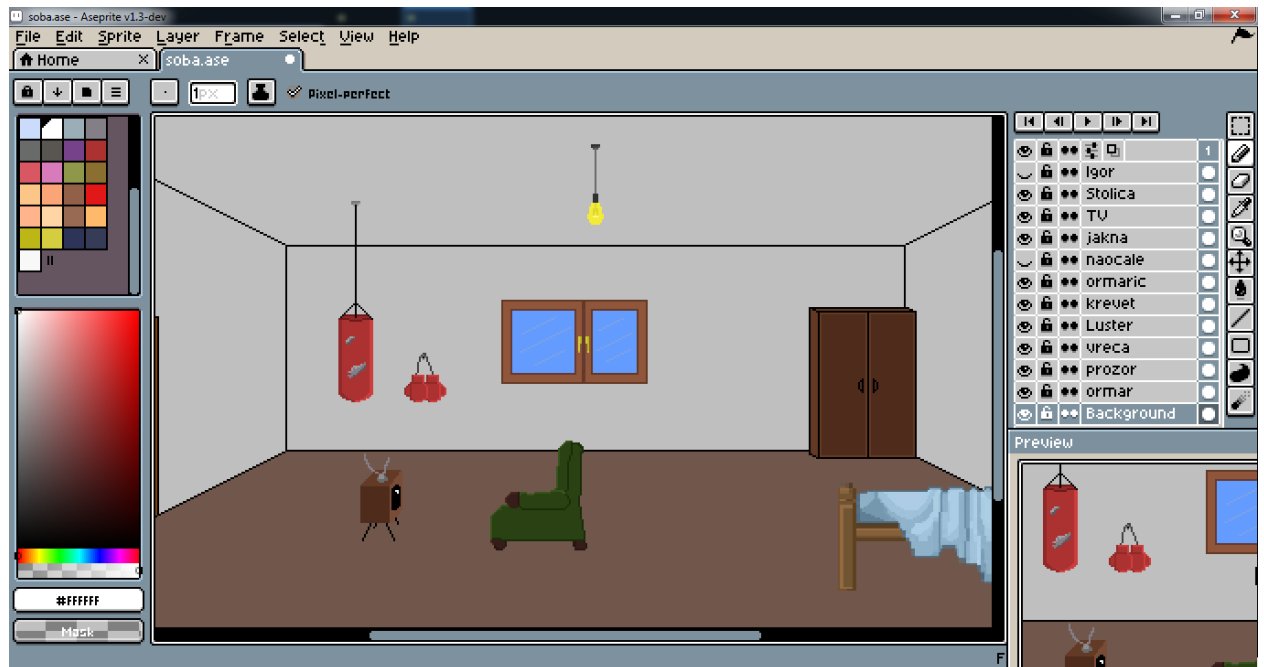 soba.ase - Aseprite v1.3-dev
File Edit Sprite Layer Frame Select View Help
Home soba.ase
1px Pixel-perfect
1
Igor
Stolica
TV
jakna
naocale
ormaric
krevet
Luster
vreca
prozor
ormar
Background
Preview
#FFFFFF
Mask
F